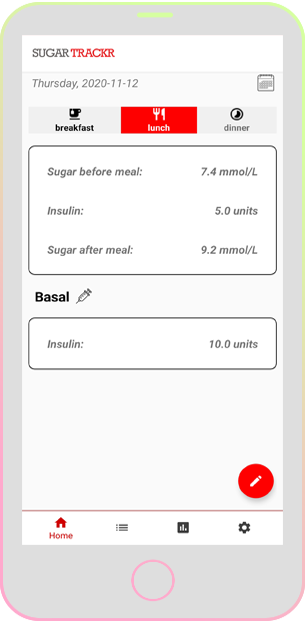 SUGAR TRACKR
Thursday, 2020-11-12
breakfast lunch dinner
Sugar before meal: 7.4 mmol/L
Insulin: 5.0 units
Sugar after meal: 9.2 mmol/L
Basal
Insulin: 10.0 units
Home